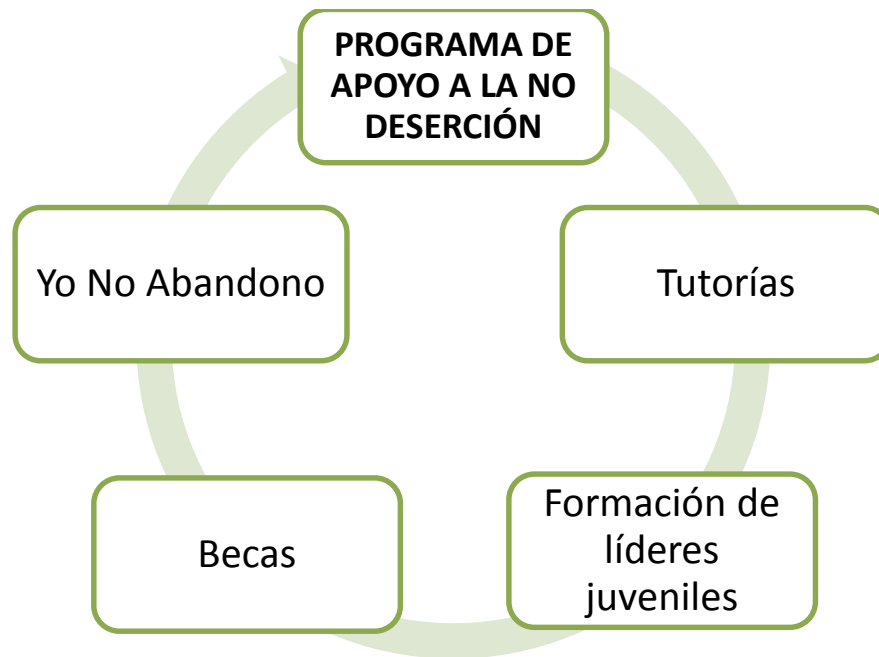 PROGRAMA DE
APOYO A LA NO
DESERCIÓN
Yo No Abandono
Tutorías
Becas
Formación de
líderes
juveniles